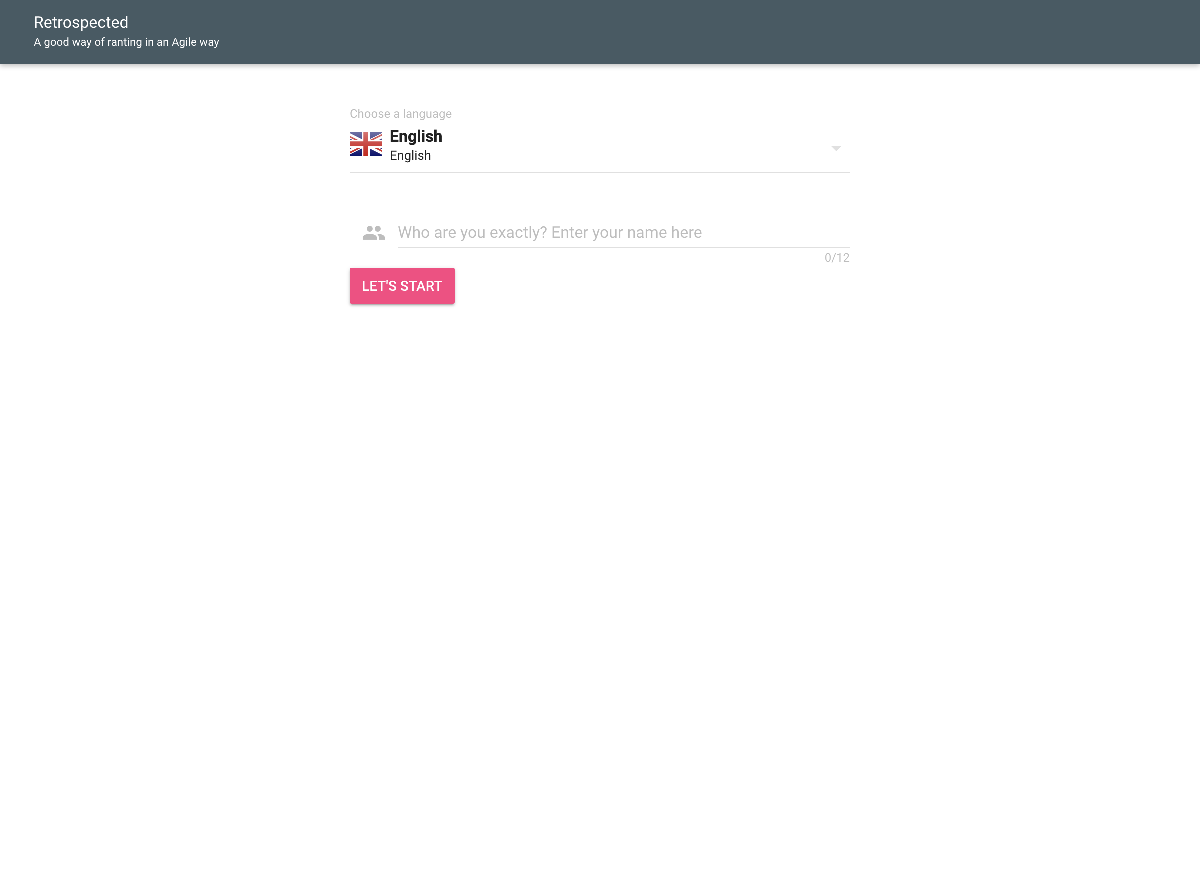 Retrospected
A good way of ranting in an Agile way
Choose a language
English
English
Who are you exactly? Enter your name here
0/12
LET'S START